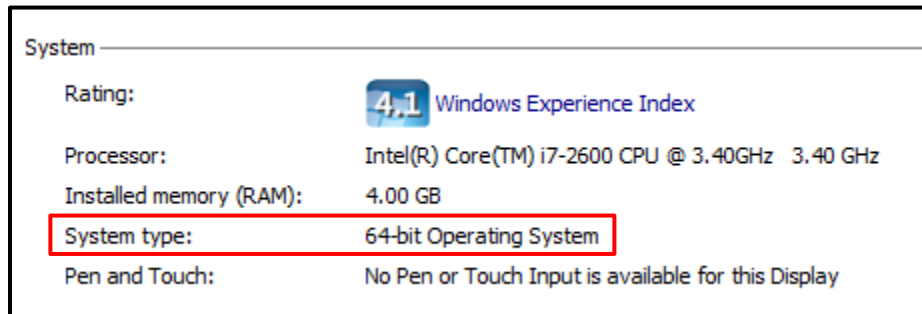 System
Rating: 4.1 Windows Experience Index
Processor: Intel(R) Core(TM) i7-2600 CPU @ 3.40GHz 3.40 GHz
Installed memory (RAM): 4.00 GB
System type: 64-bit Operating System
Pen and Touch: No Pen or Touch Input is available for this Display